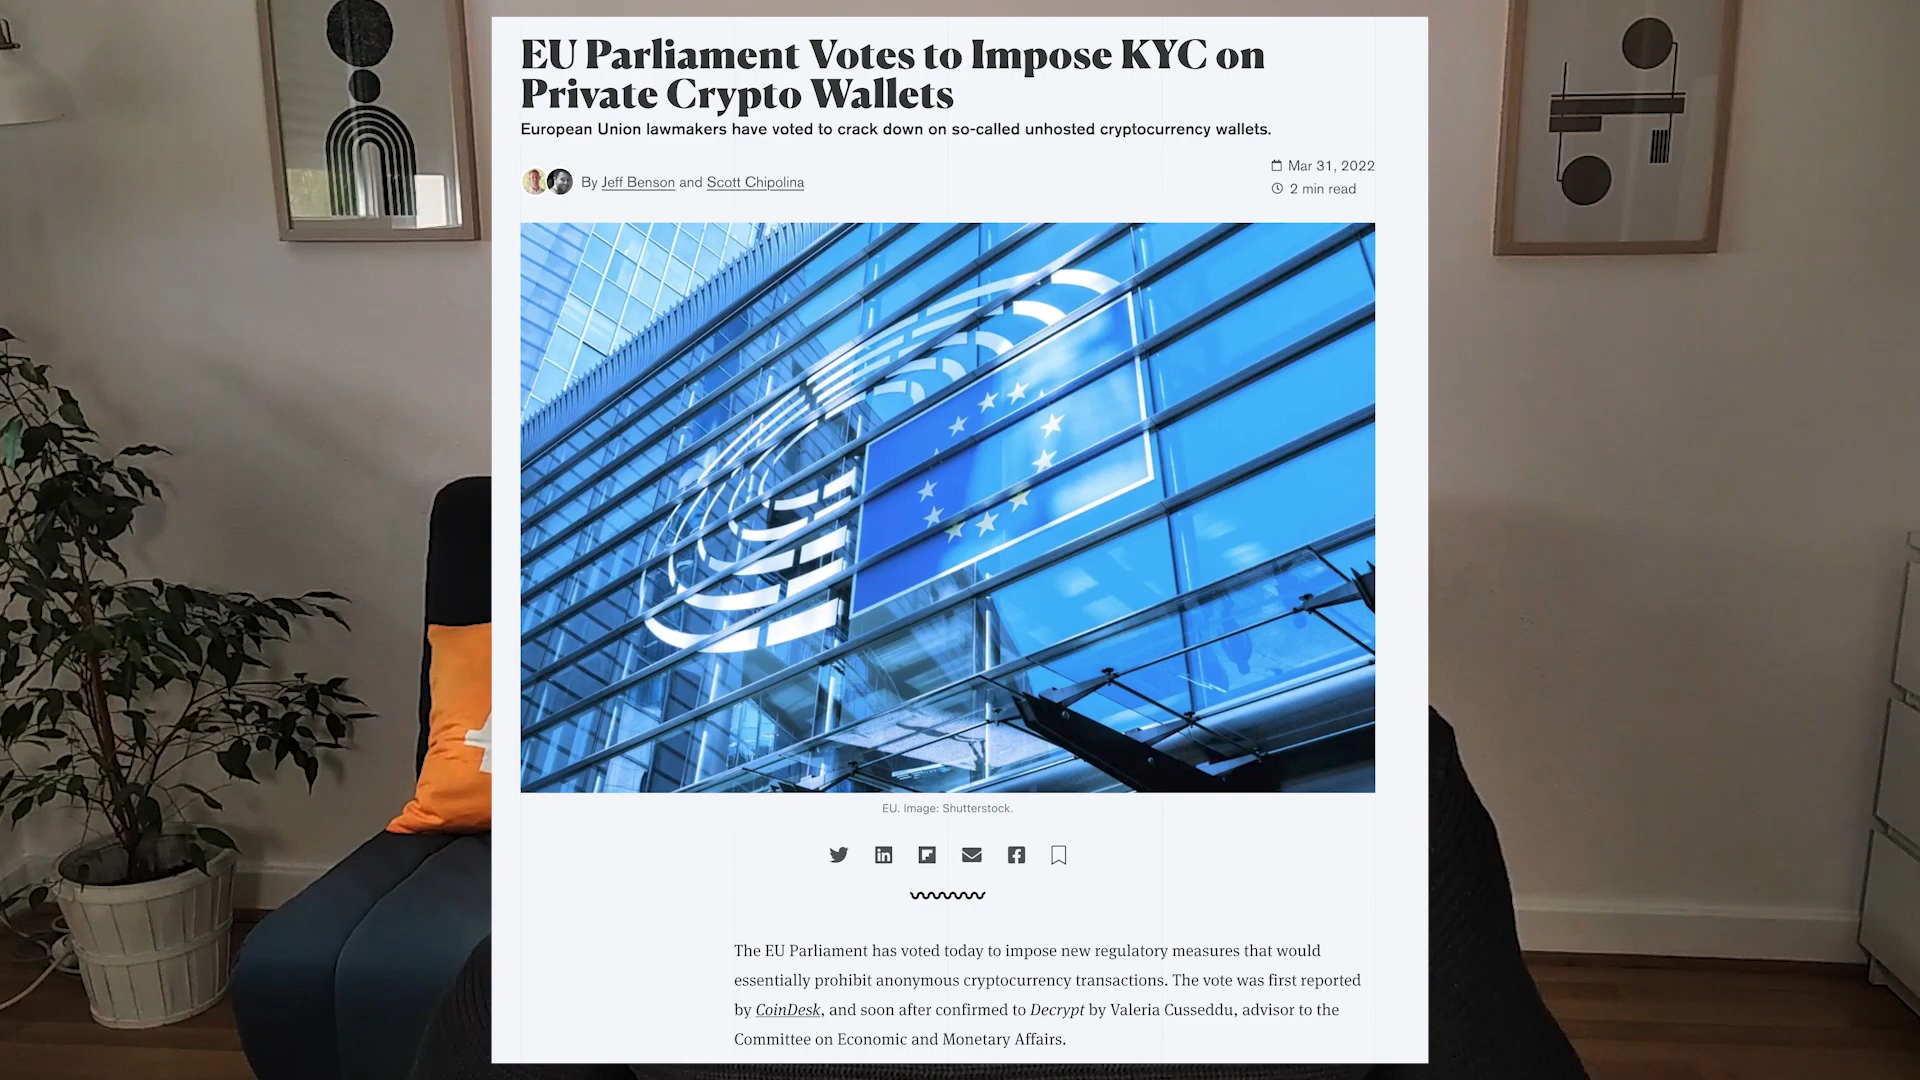 EU Parliament Votes to Impose KYC on
Private Crypto Wallets
European Union lawmakers have voted to crack down on so-called unhosted cryptocurrency wallets.
By Jeff Benson and Scott Chipolina
Mar 31, 2022
2 min read
EU. Image: Shutterstock.
The EU Parliament has voted today to impose new regulatory measures that would
essentially prohibit anonymous cryptocurrency transactions. The vote was first reported
by CoinDesk, and soon after confirmed to Decrypt by Valeria Cusseddu, advisor to the
Committee on Economic and Monetary Affairs.